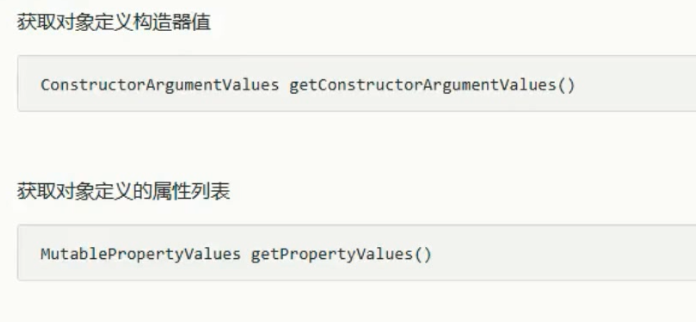 获取对象定义构造器值
ConstructorArgumentValues getConstructorArgumentValues()
获取对象定义的属性列表
MutablePropertyValues getPropertyValues()